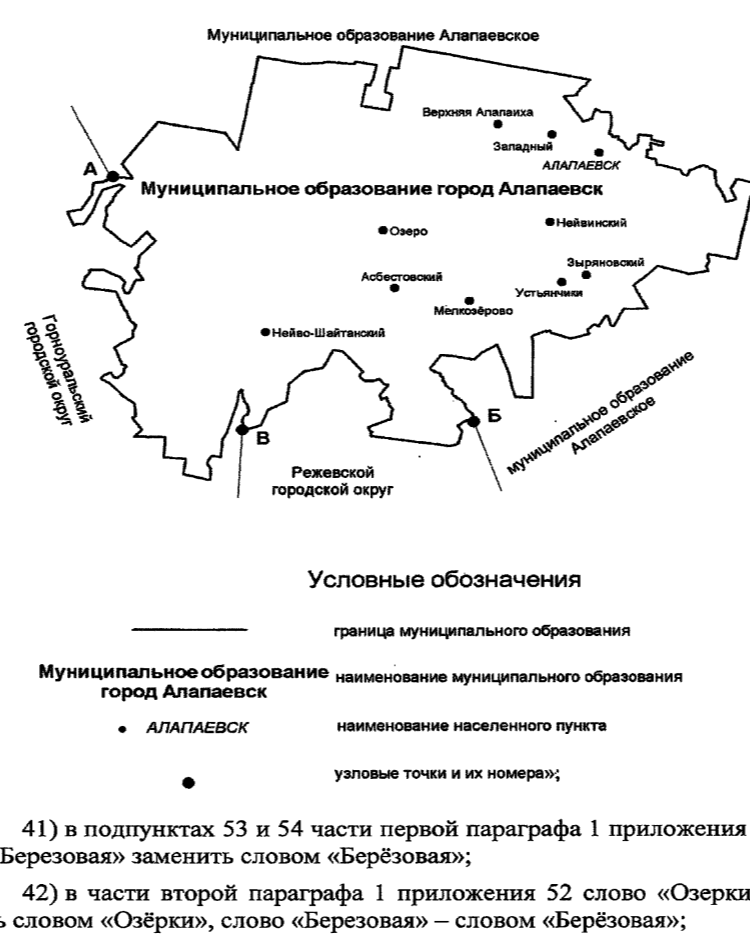 Муниципальное образование Алапаевское
Верхняя Алапаиха
Западный
АЛАПАЕВСК
А
Муниципальное образование город Алапаевск
Озеро
Нейвинский
Зыряновский
Асбестовский
Устьянчики
Мелкозёрово
Нейво-Шайтанский
Горноуральский
городской округ
муниципальное образование
Алапаевское
Б
В
Режевской
городской округ
Условные обозначения
граница муниципального образования
Муниципальное образование
город Алапаевск
наименование муниципального образования
АЛАПАЕВСК
наименование населенного пункта
узловые точки и их номера»;
41) в подпунктах 53 и 54 части первой параграфа 1 приложения
Березовая» заменить словом «Берёзовая»;
42) в части второй параграфа 1 приложения 52 слово «Озерки
ь словом «Озёрки», слово «Березовая» – словом «Берёзовая»;